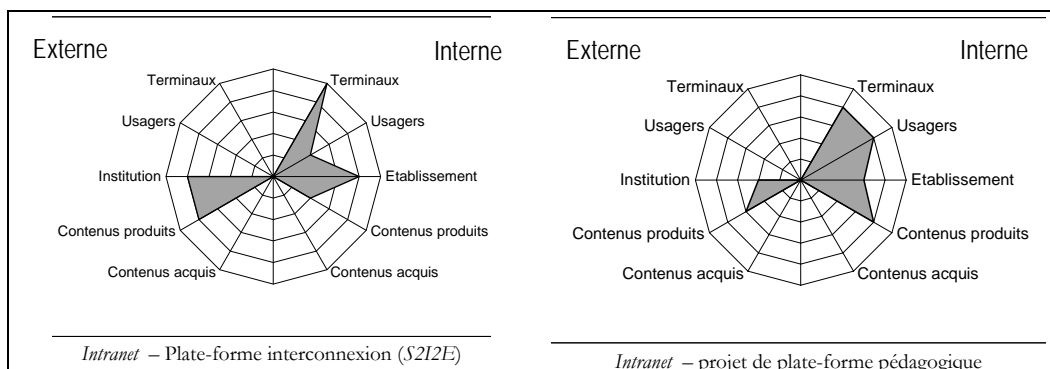 Externe
Interne
Terminaux
Terminaux
Usagers
Usagers
Institution
Etablissement
Contenus produits
Contenus produits
Contenus acquis
Contenus acquis
Intranet – Plate-forme interconnexion (S2I2E)
Externe
Interne
Terminaux
Terminaux
Usagers
Usagers
Institution
Etablissement
Contenus produits
Contenus produits
Contenus acquis
Contenus acquis
Intranet – projet de plate-forme pédagogique